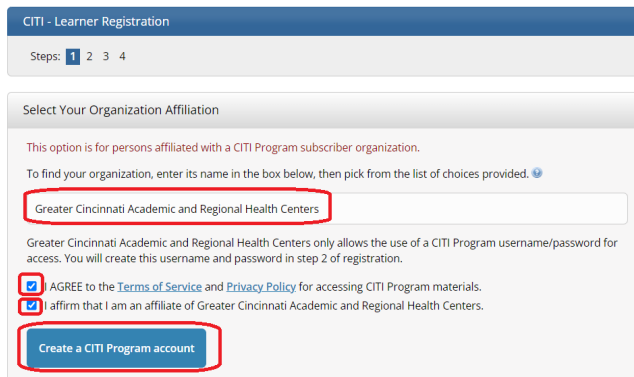 CITI - Learner Registration
Steps: 1 2 3 4
Select Your Organization Affiliation
This option is for persons affiliated with a CITI Program subscriber organization.
To find your organization, enter its name in the box below, then pick from the list of choices provided.
Greater Cincinnati Academic and Regional Health Centers
Greater Cincinnati Academic and Regional Health Centers only allows the use of a CITI Program username/password for
access. You will create this username and password in step 2 of registration.
I AGREE to the Terms of Service and Privacy Policy for accessing CITI Program materials.
I affirm that I am an affiliate of Greater Cincinnati Academic and Regional Health Centers.
Create a CITI Program account